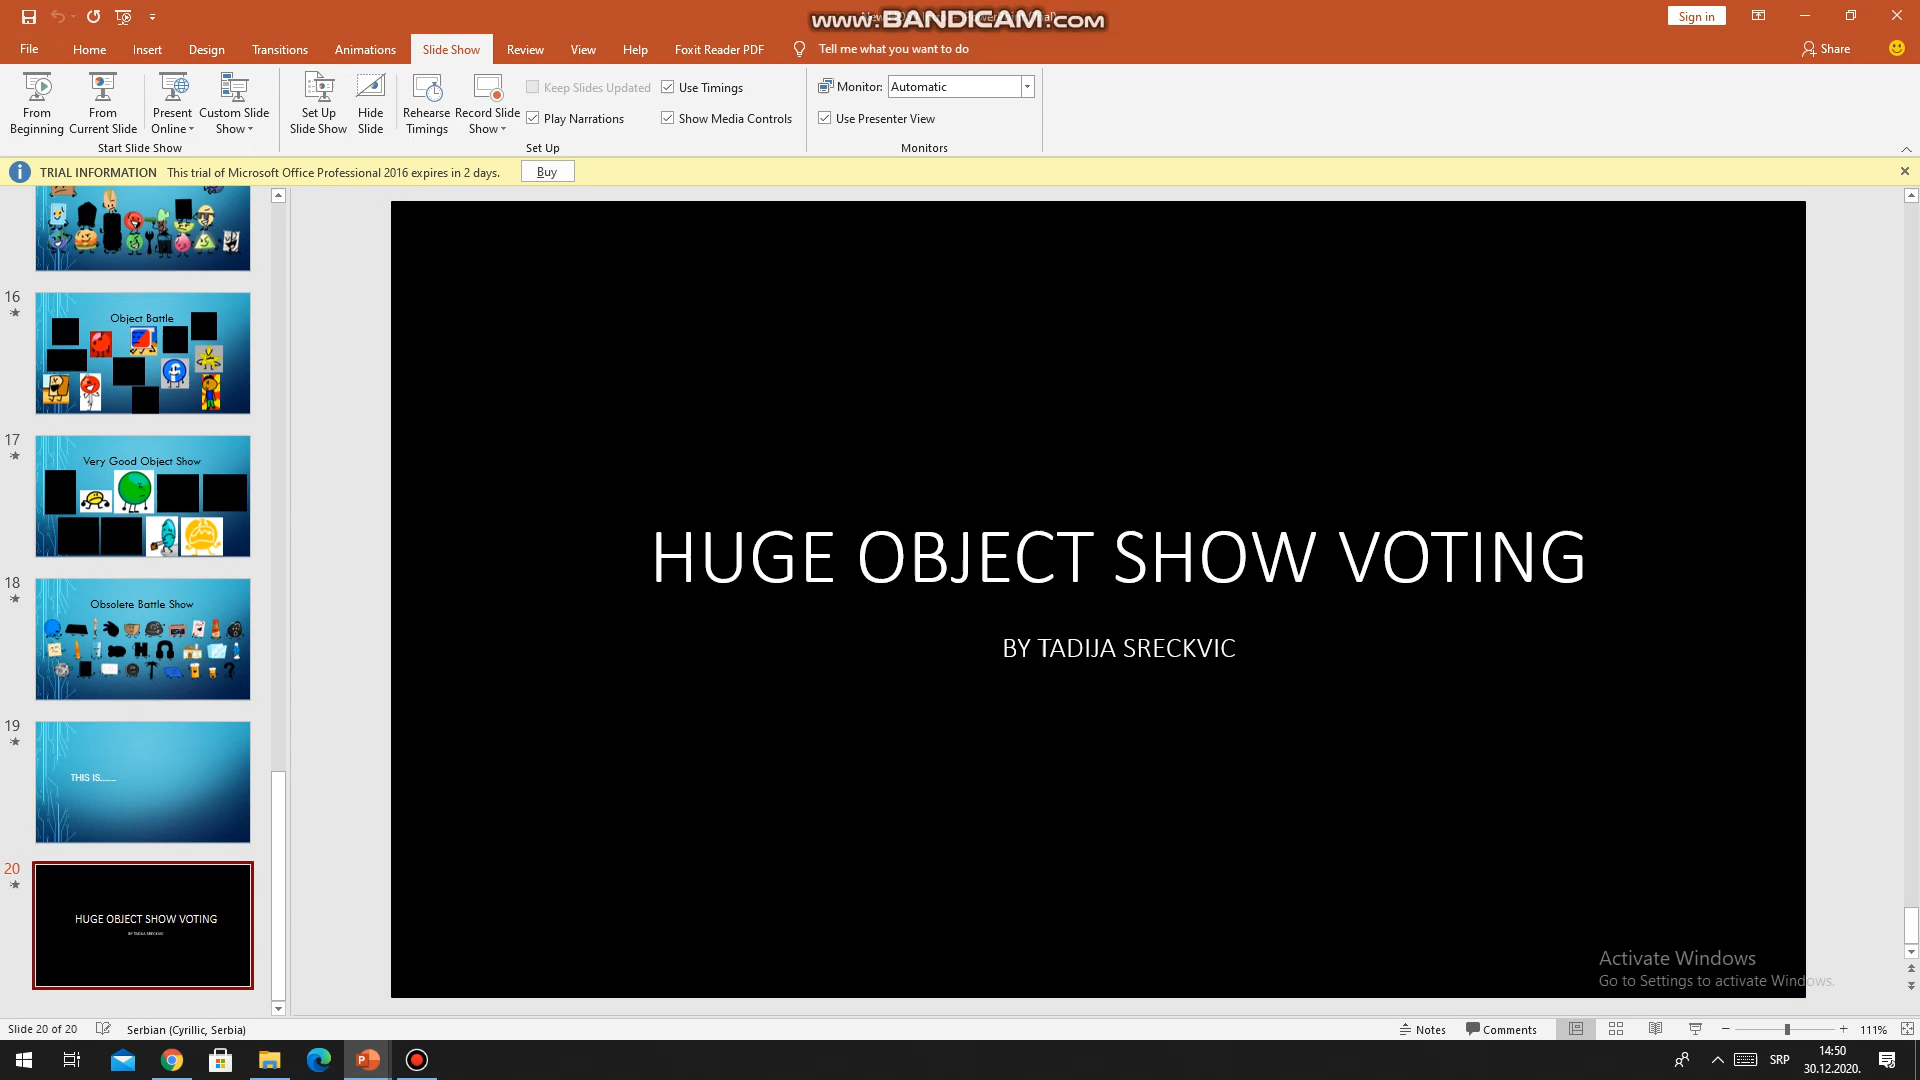 www.BANDICAM.com
Sign in
File
Home
Insert
Design
Transitions
Animations
Slide Show
Review
View
Help
Foxit Reader PDF
Tell me what you want to do
Share
From Beginning
From Current Slide
Present Online
Custom Slide Show
Set Up Slide Show
Hide Slide
Rehearse Timings
Record Slide Show
Keep Slides Updated
Use Timings
Play Narrations
Show Media Controls
Monitor:
Automatic
Use Presenter View
Start Slide Show
Set Up
Monitors
TRIAL INFORMATION This trial of Microsoft Office Professional 2016 expires in 2 days.
Buy
16
Object Battle
17
Very Good Object Show
18
Obsolete Battle Show
19
THIS IS.......
20
HUGE OBJECT SHOW VOTING
BY TADIJA SRECKVIC
HUGE OBJECT SHOW VOTING
BY TADIJA SRECKVIC
Activate Windows
Go to Settings to activate Windows.
Slide 20 of 20
Serbian (Cyrillic, Serbia)
Notes
Comments
111%
SRP
14:50
30.12.2020.